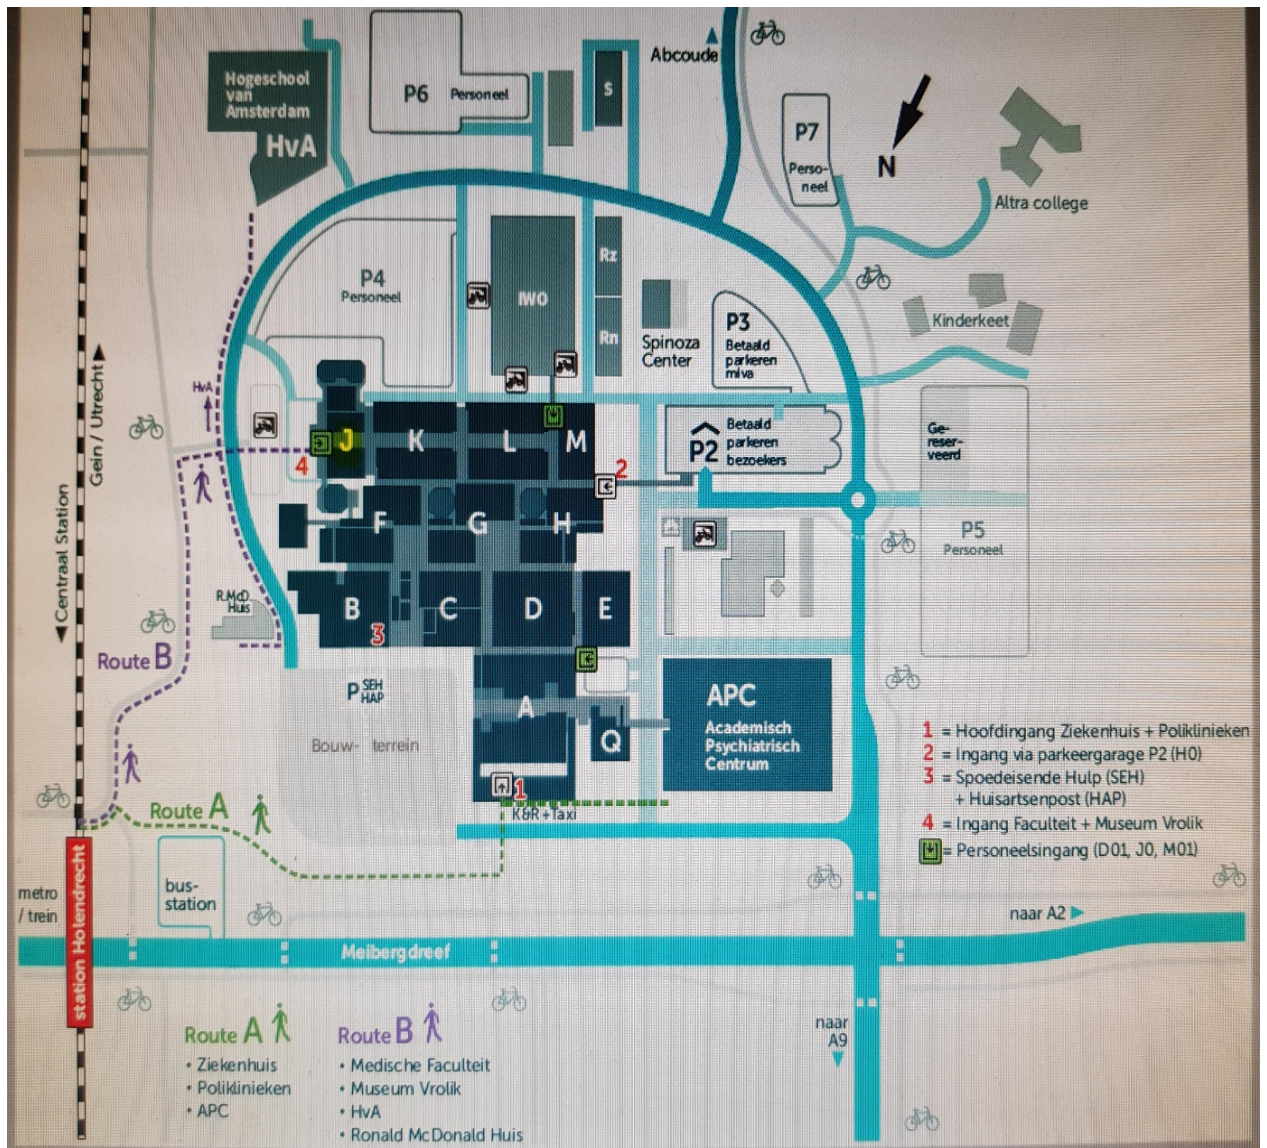 Abcoude
Hogeschool
van
Amsterdam
HvA
P6 Personeel
S
P7
Perso-
neel
N
Altra college
P4
Personeel
IWO
Rz
Rn
Spinoza
Center
P3
Betaald
parkeren
miva
Kinderkeet
Gein / Utrecht
HvA
J
K
L
M
4
2
P2
Betaald
parkeren
bezoekers
Ge-
reser-
veerd
Centraal Station
F
G
H
P5
Personeel
R.McD.
Huis
B
C
D
E
3
Route B
P SEH
HAP
Bouw- terrein
A
Q
APC
Academisch
Psychiatrisch
Centrum
1
K&R+Taxi
Route A
1 = Hoofdingang Ziekenhuis + Poliklinieken
2 = Ingang via parkeergarage P2 (H0)
3 = Spoedeisende Hulp (SEH)
+ Huisartsenpost (HAP)
4 = Ingang Faculteit + Museum Vrolik
= Personeelsingang (D01, J0, M01)
metro
/ trein
station Holendrecht
bus-
station
Meibergdreef
naar A2
naar
A9
Route A
• Ziekenhuis
• Poliklinieken
• APC
Route B
• Medische Faculteit
• Museum Vrolik
• HvA
• Ronald McDonald Huis